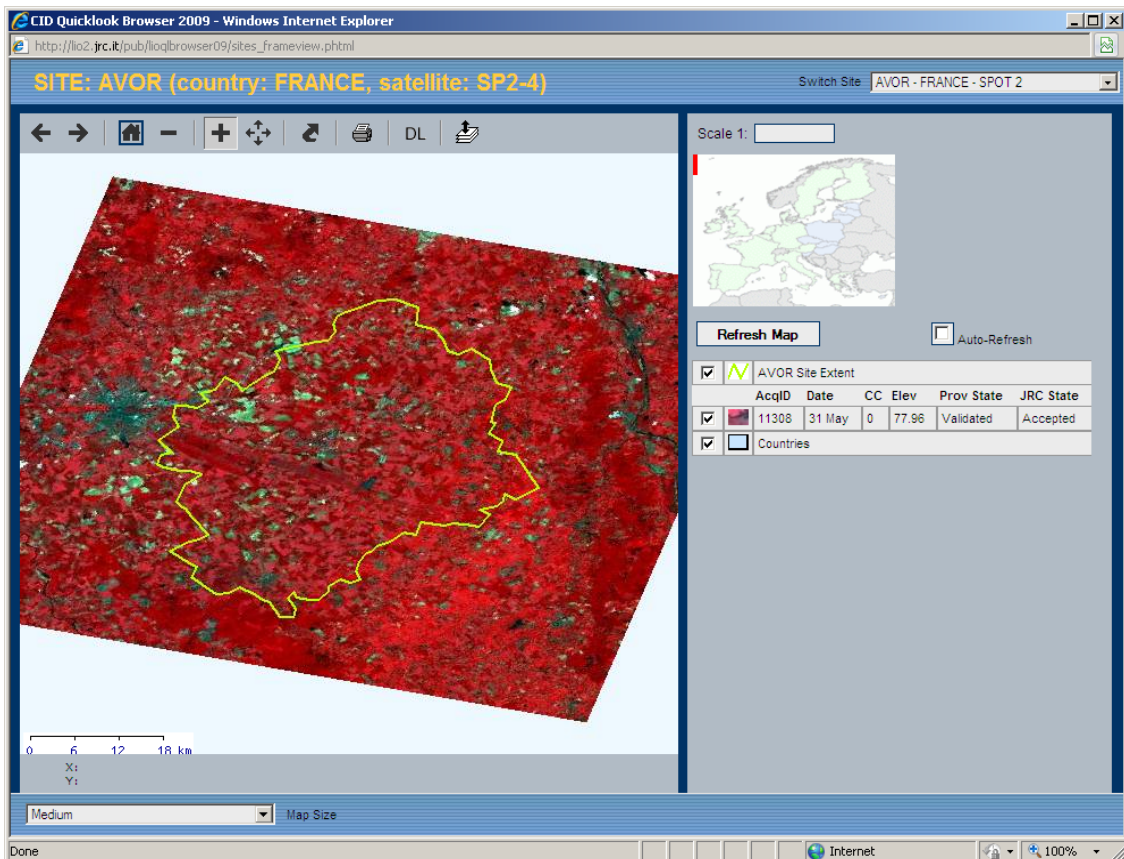 CID Quicklook Browser 2009 - Windows Internet Explorer
http://lio2.jrc.it/pub/lioqlbrowser09/sites_frameview.phtml
SITE: AVOR (country: FRANCE, satellite: SP2-4)
Switch Site AVOR - FRANCE - SPOT 2
DL
Scale 1:
Refresh Map
Auto-Refresh
AVOR Site Extent
AcqID Date CC Elev Prov State JRC State
11308 31 May 0 77.96 Validated Accepted
Countries
0 6 12 18 km
X:
Y:
Medium Map Size
Done Internet 100%